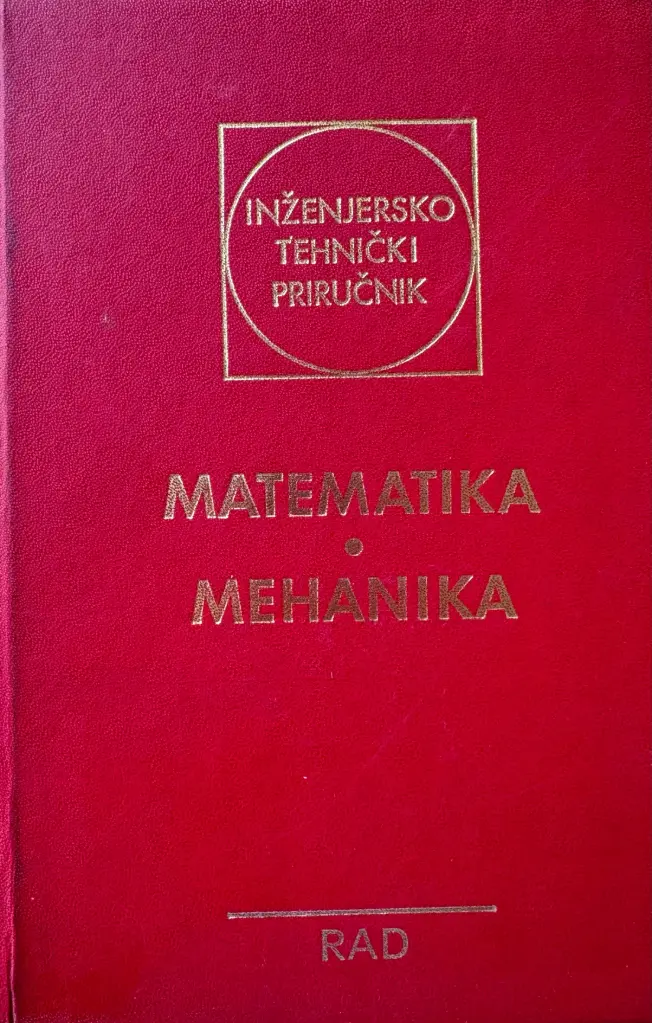 INŽENJERSKO
TEHNIČKI
PRIRUČNIK
MATEMATIKA
•
MEHANIKA
RAD